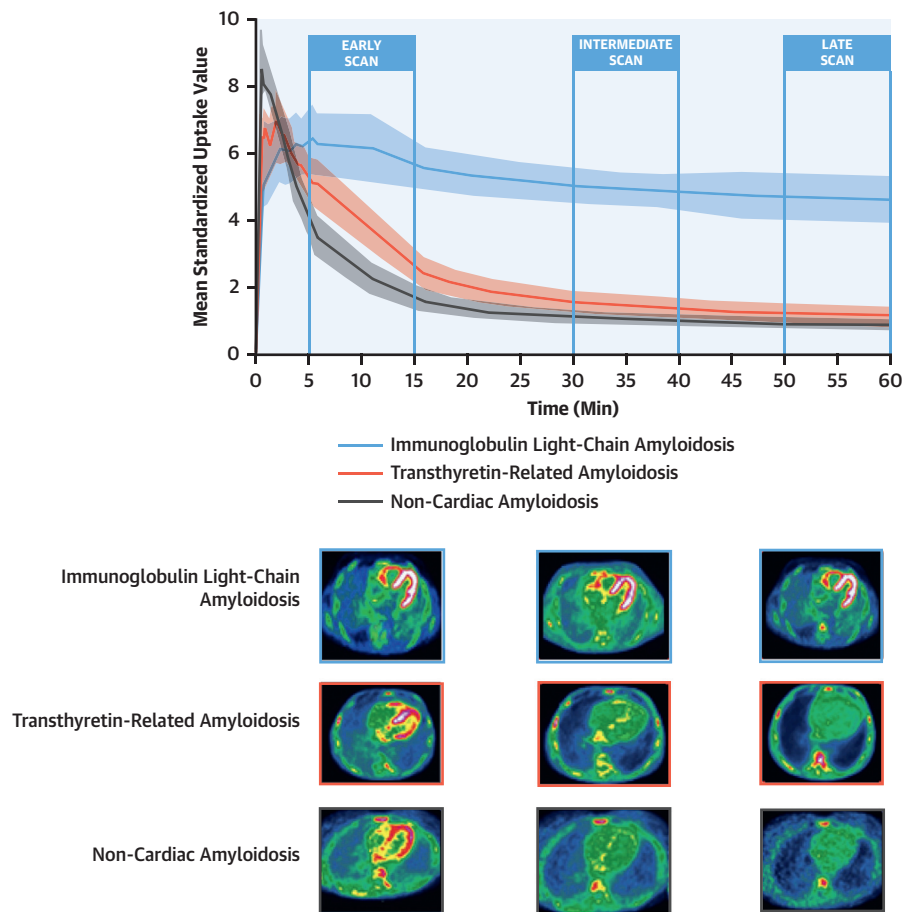 10
8
6
4
2
0
Mean Standardized Uptake Value
EARLY
SCAN
INTERMEDIATE
SCAN
LATE
SCAN
0 5 10 15 20 25 30 35 40 45 50 55 60
Time (Min)
Immunoglobulin Light-Chain Amyloidosis
Transthyretin-Related Amyloidosis
Non-Cardiac Amyloidosis
Immunoglobulin Light-Chain
Amyloidosis
Transthyretin-Related Amyloidosis
Non-Cardiac Amyloidosis